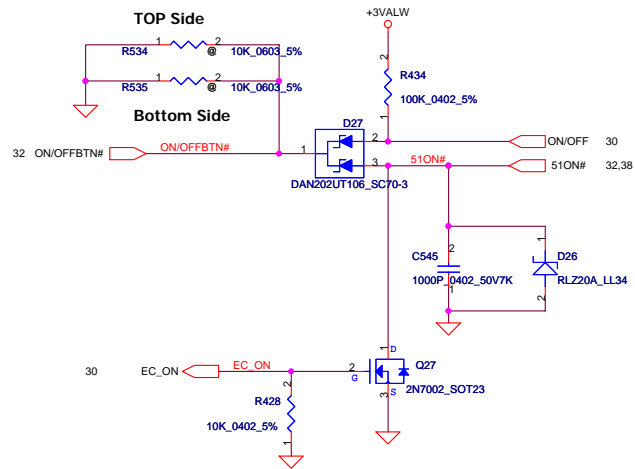 TOP Side
+3VALW
R534 1 2 @ 10K_0603_5%
R535 1 2 @ 10K_0603_5%
2
R434
100K_0402_5%
1
Bottom Side
D27
32 ON/OFFBTN# ON/OFFBTN# 1 2 ON/OFF 30
3 51ON# 51ON# 32,38
DAN202UT106_SC70-3
C545
2
1000P_0402_50V7K
1
1
D26
RLZ20A_LL34
2
1 D
30 EC_ON EC_ON 2 G
Q27
2N7002_SOT23
3 S
2
R428
10K_0402_5%
1